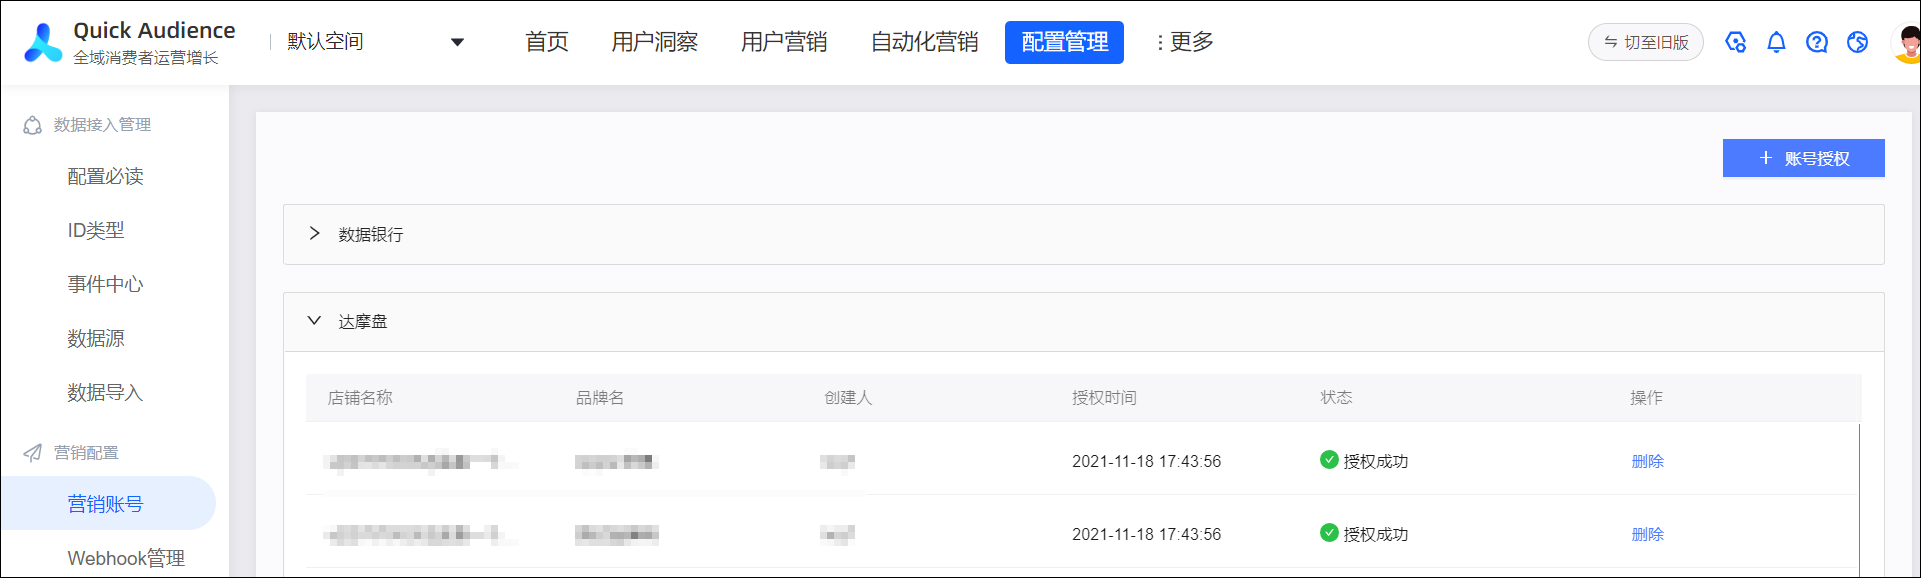 Quick Audience
全域消费者运营增长
默认空间
首页
用户洞察
用户营销
自动化营销
配置管理
更多
切至旧版
数据接入管理
配置必读
ID类型
事件中心
数据源
数据导入
营销配置
营销账号
Webhook管理
+ 账号授权
数据银行
达摩盘
店铺名称 品牌名 创建人 授权时间 状态 操作
2021-11-18 17:43:56 授权成功 删除
2021-11-18 17:43:56 授权成功 删除